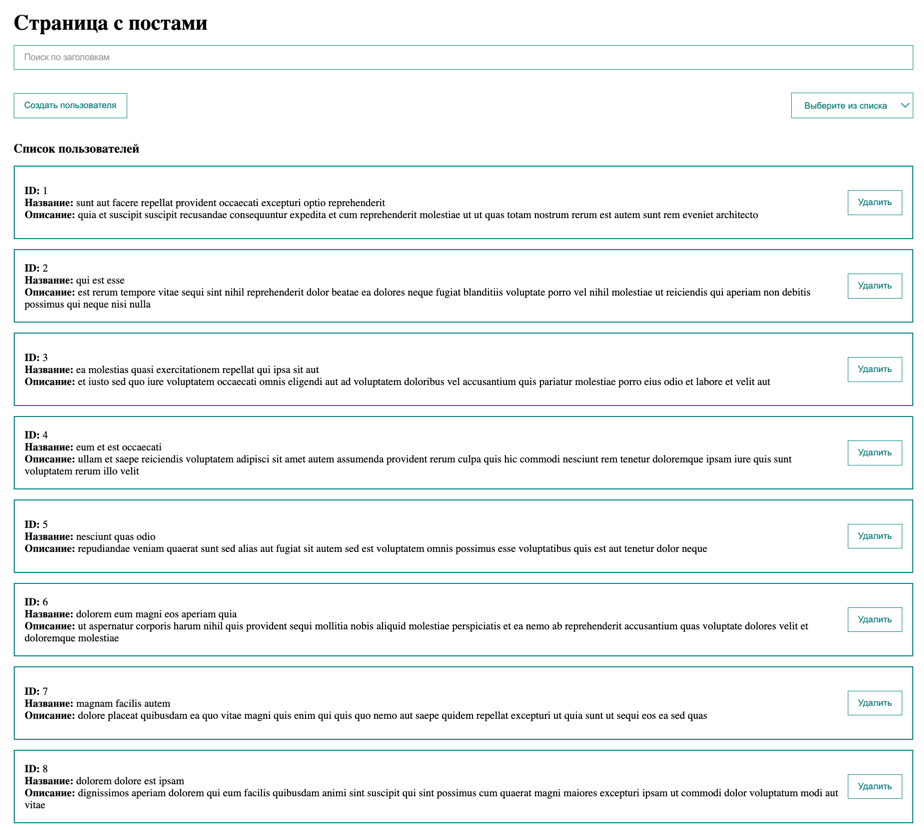 Страница с постами
Поиск по заголовкам
Создать пользователя
Выберите из списка
Список пользователей
ID: 1
Название: sunt aut facere repellat provident occaecati excepturi optio reprehenderit
Описание: quia et suscipit suscipit recusandae consequuntur expedita et cum reprehenderit molestiae ut ut quas totam nostrum rerum est autem sunt rem eveniet architecto
Удалить
ID: 2
Название: qui est esse
Описание: est rerum tempore vitae sequi sint nihil reprehenderit dolor beatae ea dolores neque fugiat blanditiis voluptate porro vel nihil molestiae ut reiciendis qui aperiam non debitis
possimus qui neque nisi nulla
Удалить
ID: 3
Название: ea molestias quasi exercitationem repellat qui ipsa sit aut
Описание: et iusto sed quo iure voluptatem occaecati omnis eligendi aut ad voluptatem doloribus vel accusantium quis pariatur molestiae porro eius odio et labore et velit aut
Удалить
ID: 4
Название: eum et est occaecati
Описание: ullam et saepe reiciendis voluptatem adipisci sit amet autem assumenda provident rerum culpa quis hic commodi nesciunt rem tenetur doloremque ipsam iure quis sunt
voluptatem rerum illo velit
Удалить
ID: 5
Название: nesciunt quas odio
Описание: repudiandae veniam quaerat sunt sed alias aut fugiat sit autem sed est voluptatem omnis possimus esse voluptatibus quis est aut tenetur dolor neque
Удалить
ID: 6
Название: dolorem eum magni eos aperiam quia
Описание: ut aspernatur corporis harum nihil quis provident sequi mollitia nobis aliquid molestiae perspiciatis et ea nemo ab reprehenderit accusantium quas voluptate dolores velit et
doloremque molestiae
Удалить
ID: 7
Название: magnam facilis autem
Описание: dolore placeat quibusdam ea quo vitae magni quis enim qui quis quo nemo aut saepe quidem repellat excepturi ut quia sunt ut sequi eos ea sed quas
Удалить
ID: 8
Название: dolorem dolore est ipsam
Описание: dignissimos aperiam dolorem qui eum facilis quibusdam animi sint suscipit qui sint possimus cum quaerat magni maiores excepturi ipsam ut commodi dolor voluptatum modi aut
vitae
Удалить